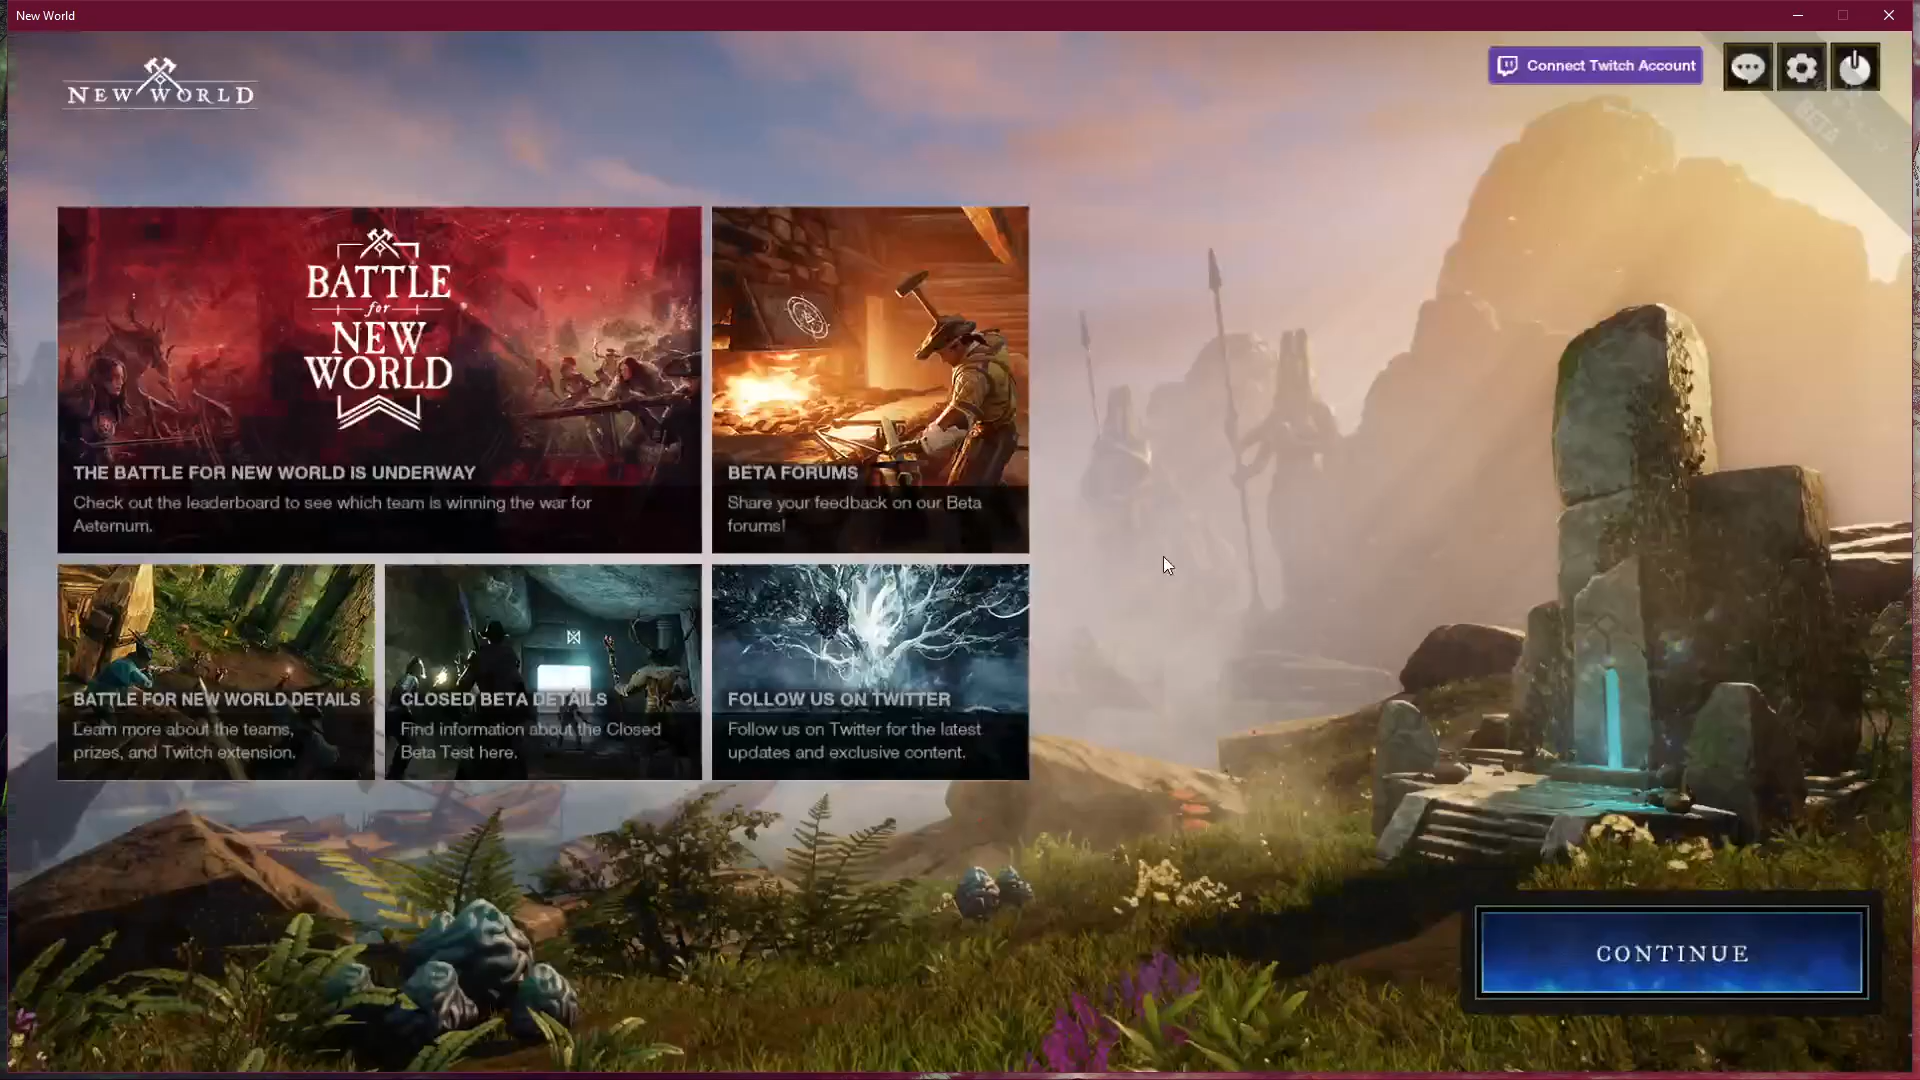 New World
NEW WORLD
Connect Twitch Account
BETA
BATTLE
for
NEW
WORLD
THE BATTLE FOR NEW WORLD IS UNDERWAY
Check out the leaderboard to see which team is winning the war for
Aeternum.
BETA FORUMS
Share your feedback on our Beta
forums!
BATTLE FOR NEW WORLD DETAILS
Learn more about the teams,
prizes, and Twitch extension.
CLOSED BETA DETAILS
Find information about the Closed
Beta Test here.
FOLLOW US ON TWITTER
Follow us on Twitter for the latest
updates and exclusive content.
CONTINUE